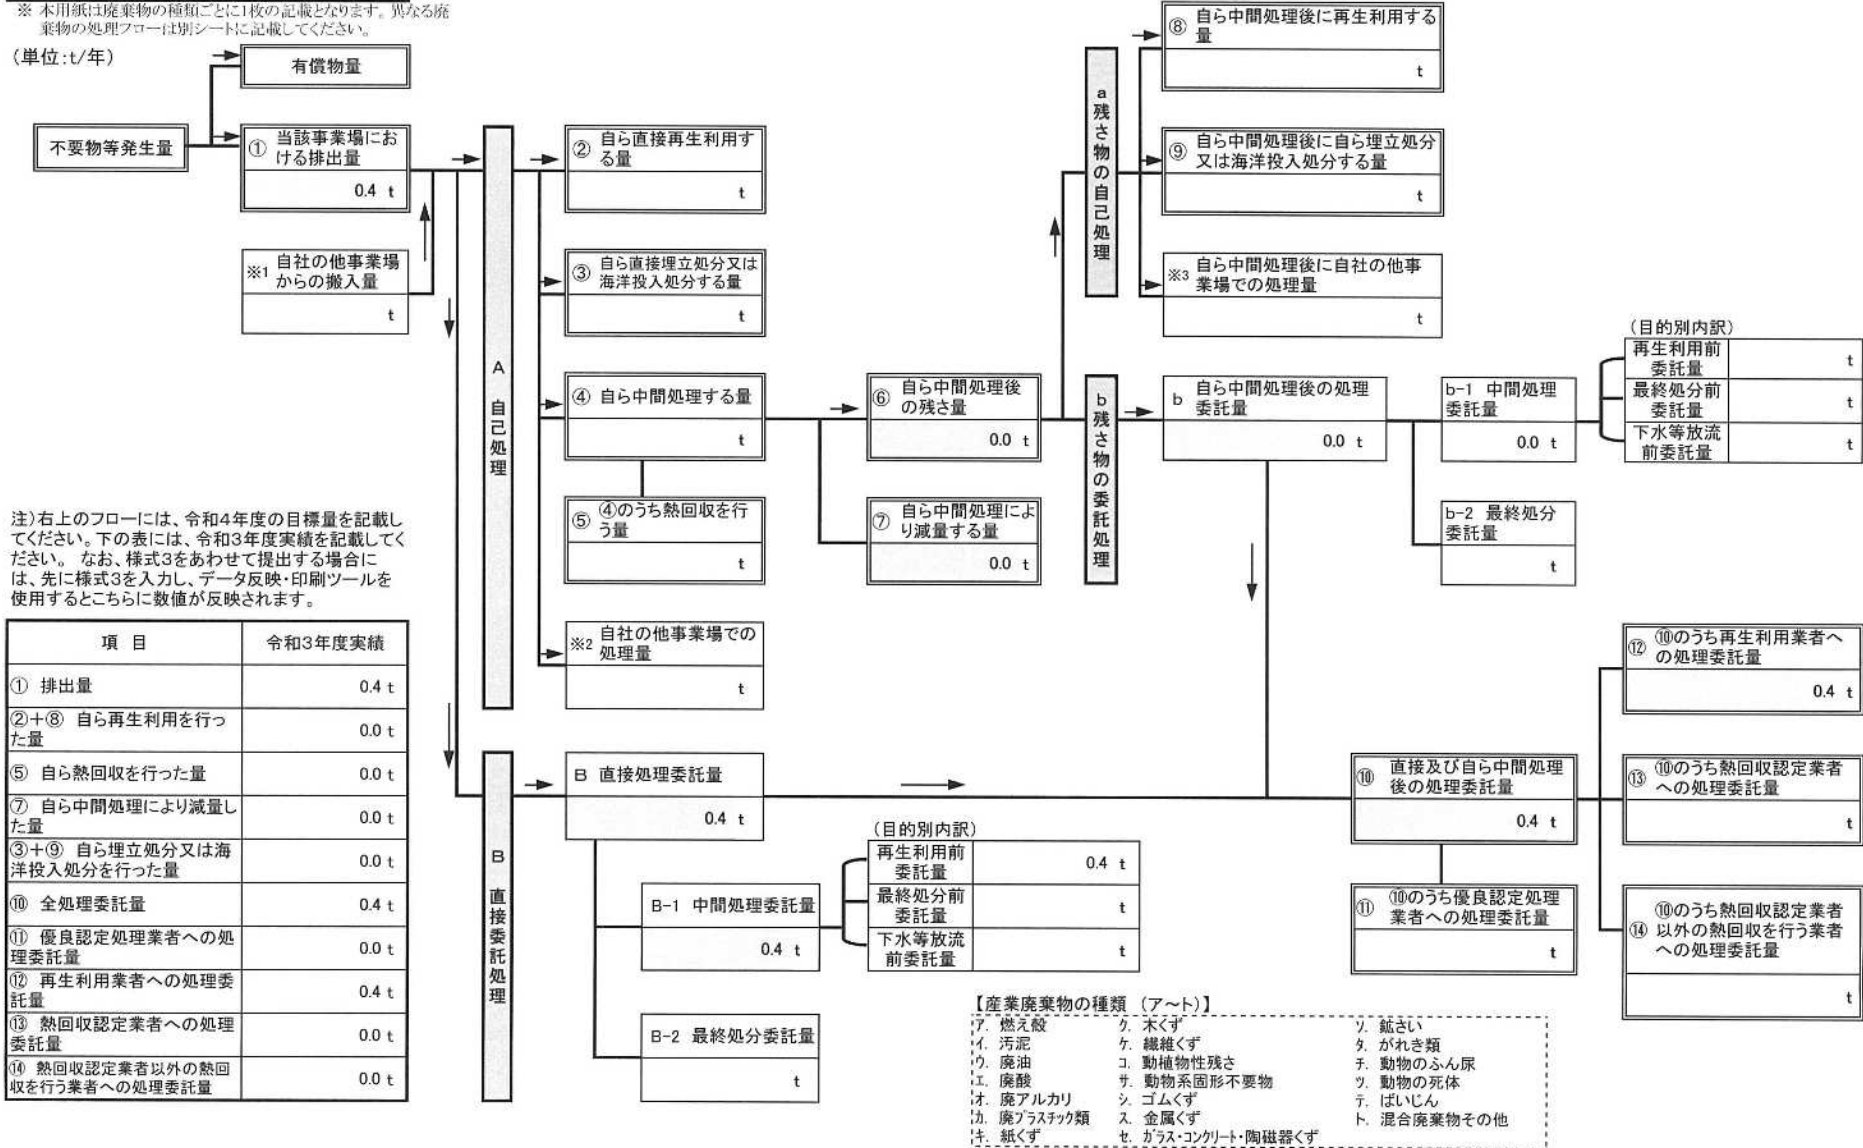 ※ 本用紙は廃棄物の種類ごとに1枚の記載となります。異なる廃
棄物の処理フローは別シートに記載してください。
(単位:t/年)
有償物量
不要物等発生量
① 当該事業場にお
ける排出量
0.4 t
※1 自社の他事業場
からの搬入量
t
A 自己処理
② 自ら直接再生利用す
る量
t
③ 自ら直接埋立処分又は
海洋投入処分する量
t
④ 自ら中間処理する量
t
⑤ ④のうち熱回収を行
う量
t
※2 自社の他事業場での
処理量
t
⑥ 自ら中間処理後
の残さ量
0.0 t
⑦ 自ら中間処理によ
り減量する量
0.0 t
a 残さ物の自己処理
⑧ 自ら中間処理後に再生利用する
量
t
⑨ 自ら中間処理後に自ら埋立処分
又は海洋投入処分する量
t
※3 自ら中間処理後に自社の他事
業場での処理量
t
b 残さ物の委託処理
b 自ら中間処理後の処理
委託量
0.0 t
b-1 中間処理
委託量
0.0 t
(目的別内訳)
再生利用前
委託量
t
最終処分前
委託量
t
下水等放流
前委託量
t
b-2 最終処分
委託量
t
注)右上のフローには、令和4年度の目標量を記載し
てください。下の表には、令和3年度実績を記載してく
ださい。 なお、様式3をあわせて提出する場合に
は、先に様式3を入力し、データ反映・印刷ツールを
使用するとこちらに数値が反映されます。
項 目 令和3年度実績
① 排出量 0.4 t
②+⑧ 自ら再生利用を行っ
た量 0.0 t
⑤ 自ら熱回収を行った量 0.0 t
⑦ 自ら中間処理により減量し
た量 0.0 t
③+⑨ 自ら埋立処分又は海
洋投入処分を行った量 0.0 t
⑩ 全処理委託量 0.4 t
⑪ 優良認定処理業者への処
理委託量 0.0 t
⑫ 再生利用業者への処理委
託量 0.4 t
⑬ 熱回収認定業者への処理
委託量 0.0 t
⑭ 熱回収認定業者以外の熱回
収を行う業者への処理委託量 0.0 t
B 直接委託処理
B 直接処理委託量
0.4 t
B-1 中間処理委託量
0.4 t
(目的別内訳)
再生利用前
委託量
0.4 t
最終処分前
委託量
t
下水等放流
前委託量
t
B-2 最終処分委託量
t
⑩ 直接及び自ら中間処理
後の処理委託量
0.4 t
⑪ ⑩のうち優良認定処理
業者への処理委託量
t
⑫ ⑩のうち再生利用業者へ
の処理委託量
0.4 t
⑬ ⑩のうち熱回収認定業者
への処理委託量
t
⑭ ⑩のうち熱回収認定業者
以外の熱回収を行う業者
への処理委託量
t
【産業廃棄物の種類 (ア~ト)】
ア. 燃え殻 ク. 木くず ソ. 鉱さい
イ. 汚泥 ケ. 繊維くず タ. がれき類
ウ. 廃油 コ. 動植物性残さ チ. 動物のふん尿
エ. 廃酸 サ. 動物系固形不要物 ツ. 動物の死体
オ. 廃アルカリ シ. ゴムくず テ. ばいじん
カ. 廃プラスチック類 ス. 金属くず ト. 混合廃棄物その他
キ. 紙くず セ. ガラス・コンクリート・陶磁器くず